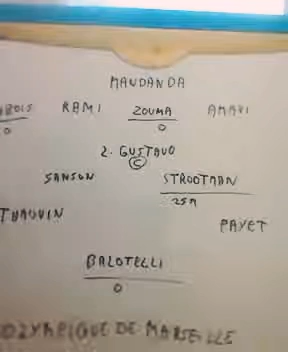 MANDANDA
RAMI ZOUMA AMAVI
0 0
2. GUSTAVO
C
SANSON STROOTMAN
25M
THAUVIN PAYET
BALOTELLI
0
OLYMPIQUE DE MARSEILLE